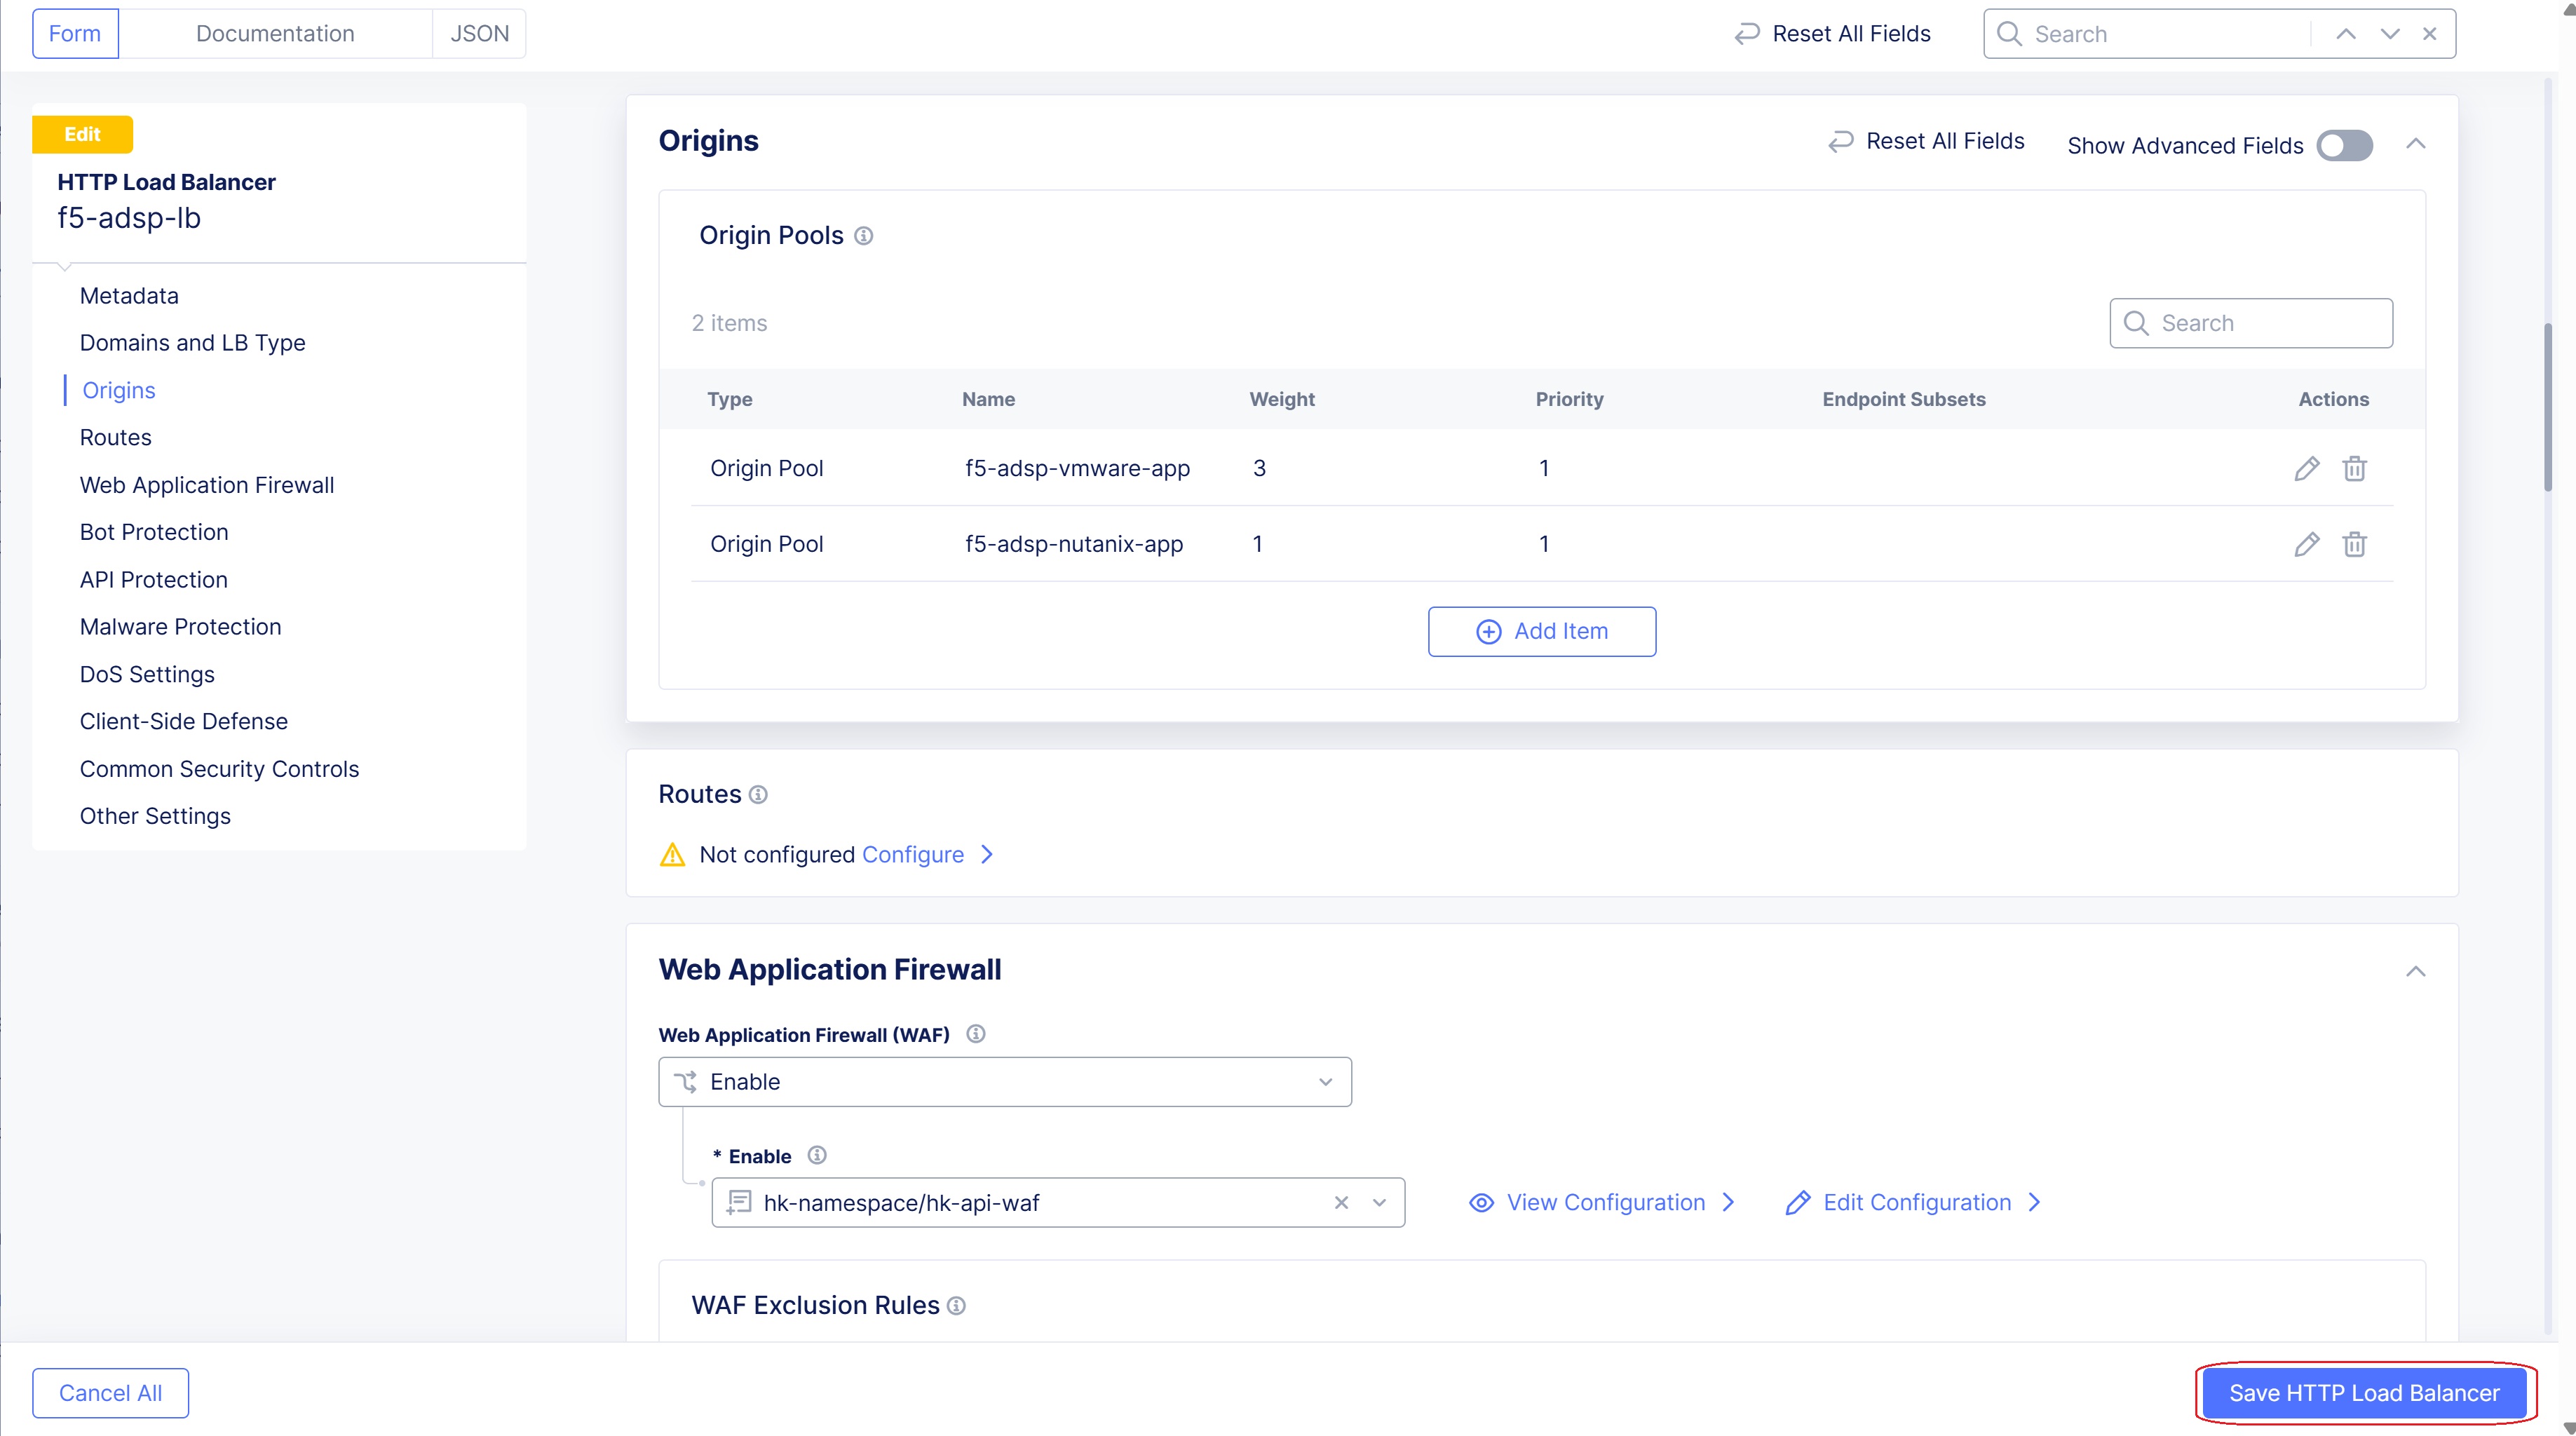 Form Documentation JSON
Reset All Fields
Search
Edit
HTTP Load Balancer
f5-adsp-lb
Metadata
Domains and LB Type
Origins
Routes
Web Application Firewall
Bot Protection
API Protection
Malware Protection
DoS Settings
Client-Side Defense
Common Security Controls
Other Settings
Origins
Reset All Fields
Show Advanced Fields
Origin Pools
2 items
Search
Type Name Weight Priority Endpoint Subsets Actions
Origin Pool f5-adsp-vmware-app 3 1
Origin Pool f5-adsp-nutanix-app 1 1
Add Item
Routes
Not configured Configure
Web Application Firewall
Web Application Firewall (WAF)
Enable
* Enable
hk-namespace/hk-api-waf
View Configuration
Edit Configuration
WAF Exclusion Rules
Cancel All
Save HTTP Load Balancer